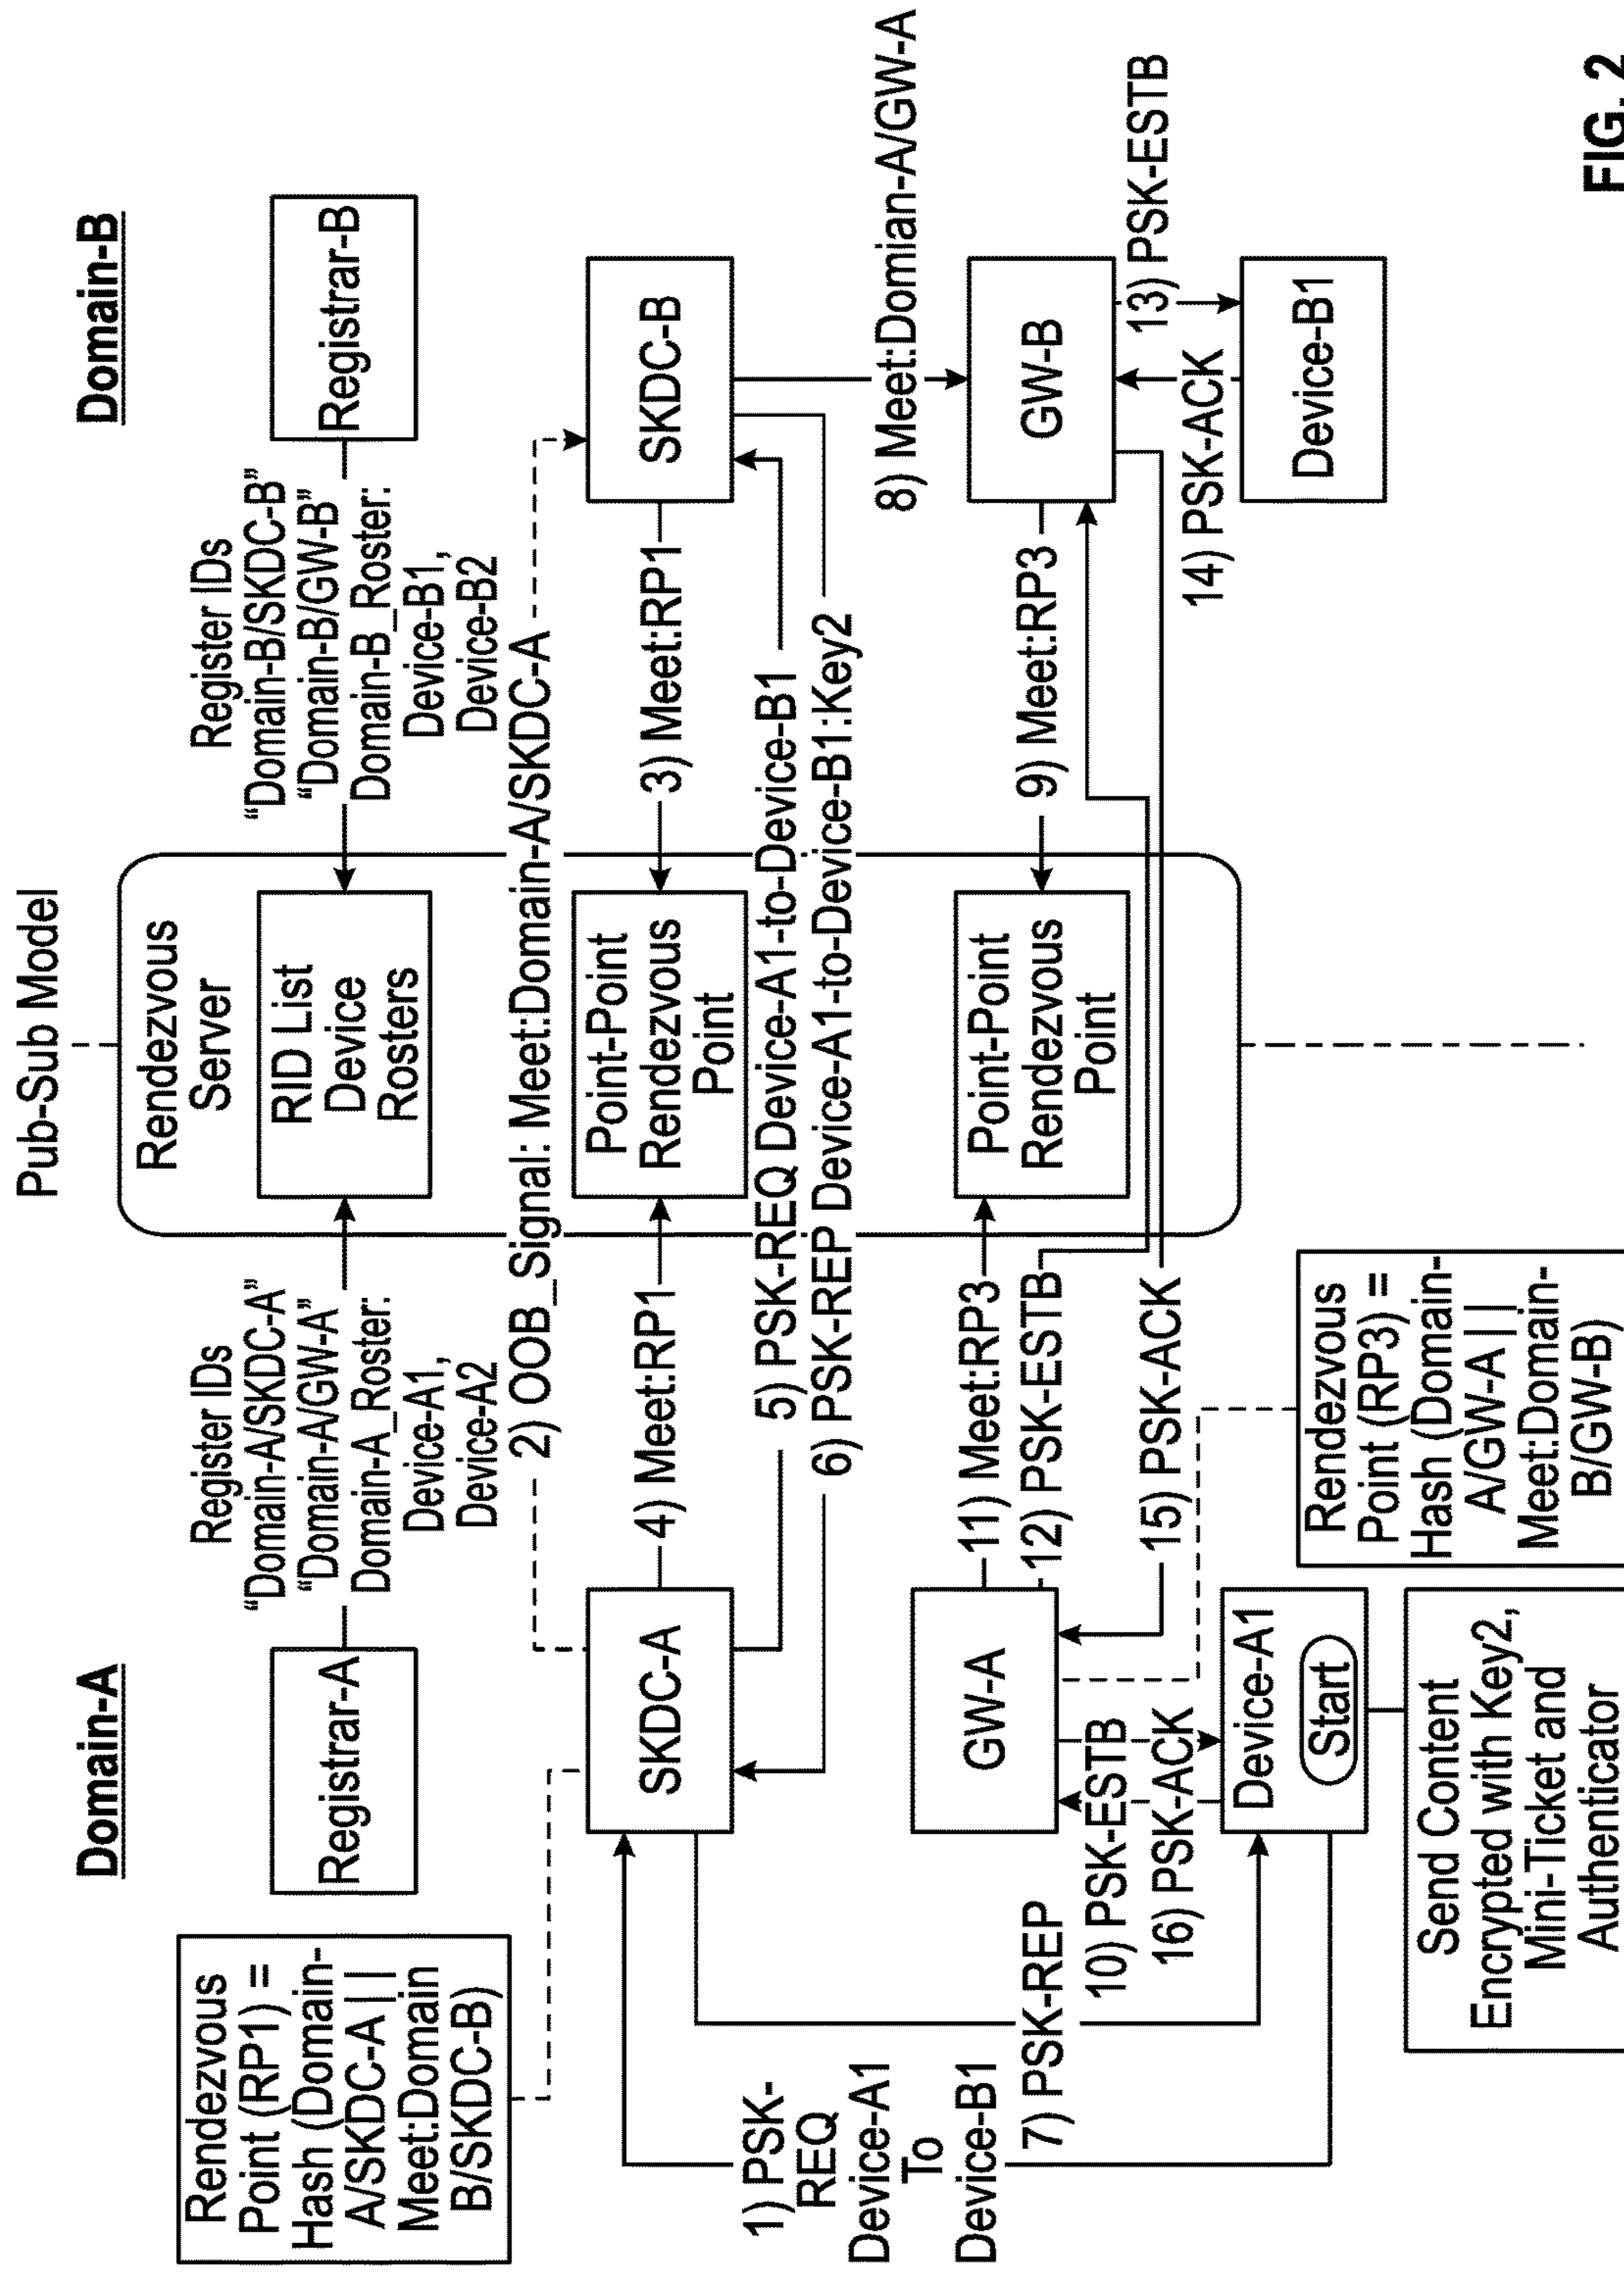 Pub-Sub Model
Domain-A
Domain-B
Rendezvous
Point (RP1) =
Hash (Domain-
A/SKDC-A ||
Meet:Domain
B/SKDC-B)
Registrar-A
Register IDs
“Domain-A/SKDC-A”
“Domain-A/GW-A”
Domain-A_Roster:
Device-A1,
Device-A2
Rendezvous
Server
RID List
Device
Rosters
Register IDs
“Domain-B/SKDC-B”
“Domain-B/GW-B”
Domain-B_Roster:
Device-B1,
Device-B2
Registrar-B
2) OOB_Signal: Meet:Domain-A/SKDC-A
SKDC-A
4) Meet:RP1
Point-Point
Rendezvous
Point
3) Meet:RP1
SKDC-B
5) PSK-REQ Device-A1-to-Device-B1
6) PSK-REP Device-A1-to-Device-B1:Key2
1) PSK-
REQ
Device-A1
To
Device-B1
7) PSK-REP
8) Meet:Domian-A/GW-A
GW-A
11) Meet:RP3
12) PSK-ESTB
Point-Point
Rendezvous
Point
9) Meet:RP3
GW-B
15) PSK-ACK
10) PSK-ESTB
16) PSK-ACK
13) PSK-ESTB
14) PSK-ACK
Device-A1
Start
Device-B1
Rendezvous
Point (RP3) =
Hash (Domain-
A/GW-A ||
Meet:Domain-
B/GW-B)
Send Content
Encrypted with Key2,
Mini-Ticket and
Authenticator
FIG. 2